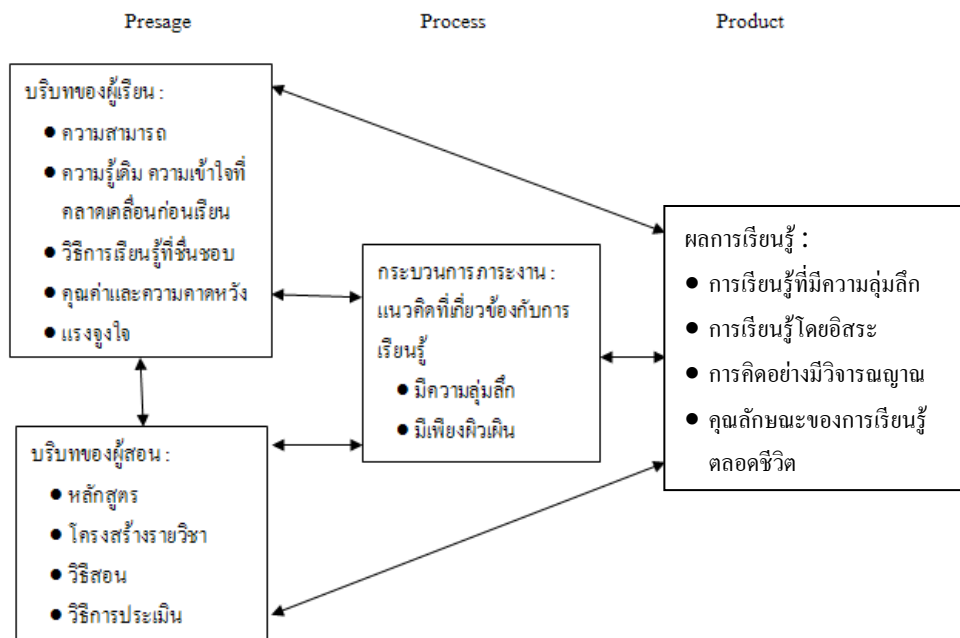 Presage Process Product
บริบทของผู้เรียน :
● ความสามารถ
● ความรู้เดิม ความเข้าใจที่
คลาดเคลื่อนก่อนเรียน
● วิธีการเรียนรู้ที่ชื่นชอบ
● คุณค่าและความคาดหวัง
● แรงจูงใจ
บริบทของผู้สอน :
● หลักสูตร
● โครงสร้างรายวิชา
● วิธีสอน
● วิธีการประเมิน
กระบวนการภาระงาน :
แนวคิดที่เกี่ยวข้องกับการ
เรียนรู้
● มีความลุ่มลึก
● มีเพียงผิวเผิน
ผลการเรียนรู้ :
● การเรียนรู้ที่มีความลุ่มลึก
● การเรียนรู้โดยอิสระ
● การคิดอย่างมีวิจารณญาณ
● คุณลักษณะของการเรียนรู้
ตลอดชีวิต